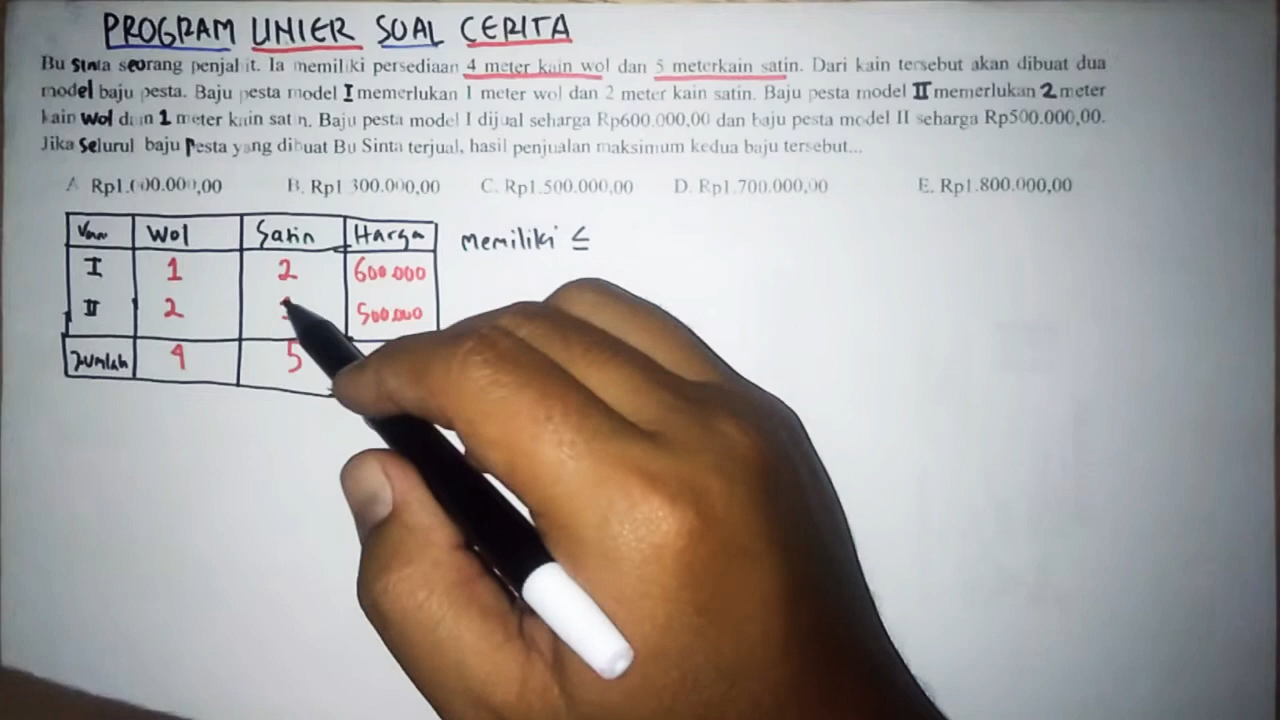 PROGRAM LINIER SOAL CERITA
Bu Sinta seorang penjahit. Ia memiliki persediaan 4 meter kain wol dan 5 meterkain satin. Dari kain tersebut akan dibuat dua
model baju pesta. Baju pesta model I memerlukan 1 meter wol dan 2 meter kain satin. Baju pesta model II memerlukan 2 meter
kain wol dan 1 meter kain satin. Baju pesta model I dijual seharga Rp600.000,00 dan baju pesta model II seharga Rp500.000,00.
Jika Seluruh baju Pesta yang dibuat Bu Sinta terjual, hasil penjualan maksimum kedua baju tersebut...
A Rp1.000.000,00 B. Rp1 300.000,00 C. Rp1.500.000,00 D. Rp1.700.000,00 E. Rp1.800.000,00
Var Wol Satin Harga memiliki ≤
I 1 2 600.000
II 2 500.000
Jumlah 4 5